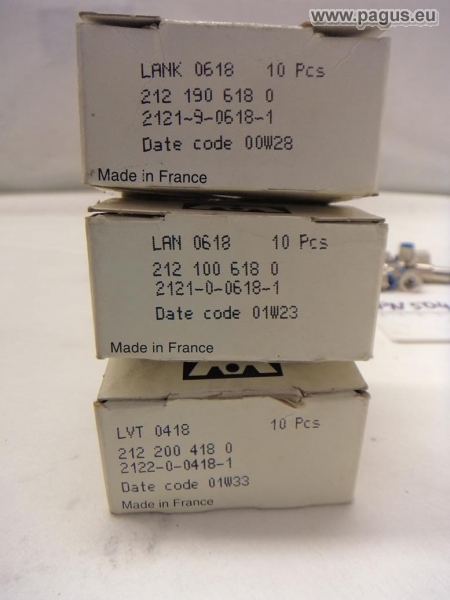 www.pagus.eu
LANK 0618 10 Pcs
212 190 618 0
2121-9-0618-1
Date code 00W28
Made in France
LAN 0618 10 Pcs
212 100 618 0
2121-0-0618-1
Date code 01W23
Made in France
LVT 0418 10 Pcs
212 200 418 0
2122-0-0418-1
Date code 01W33
Made in France